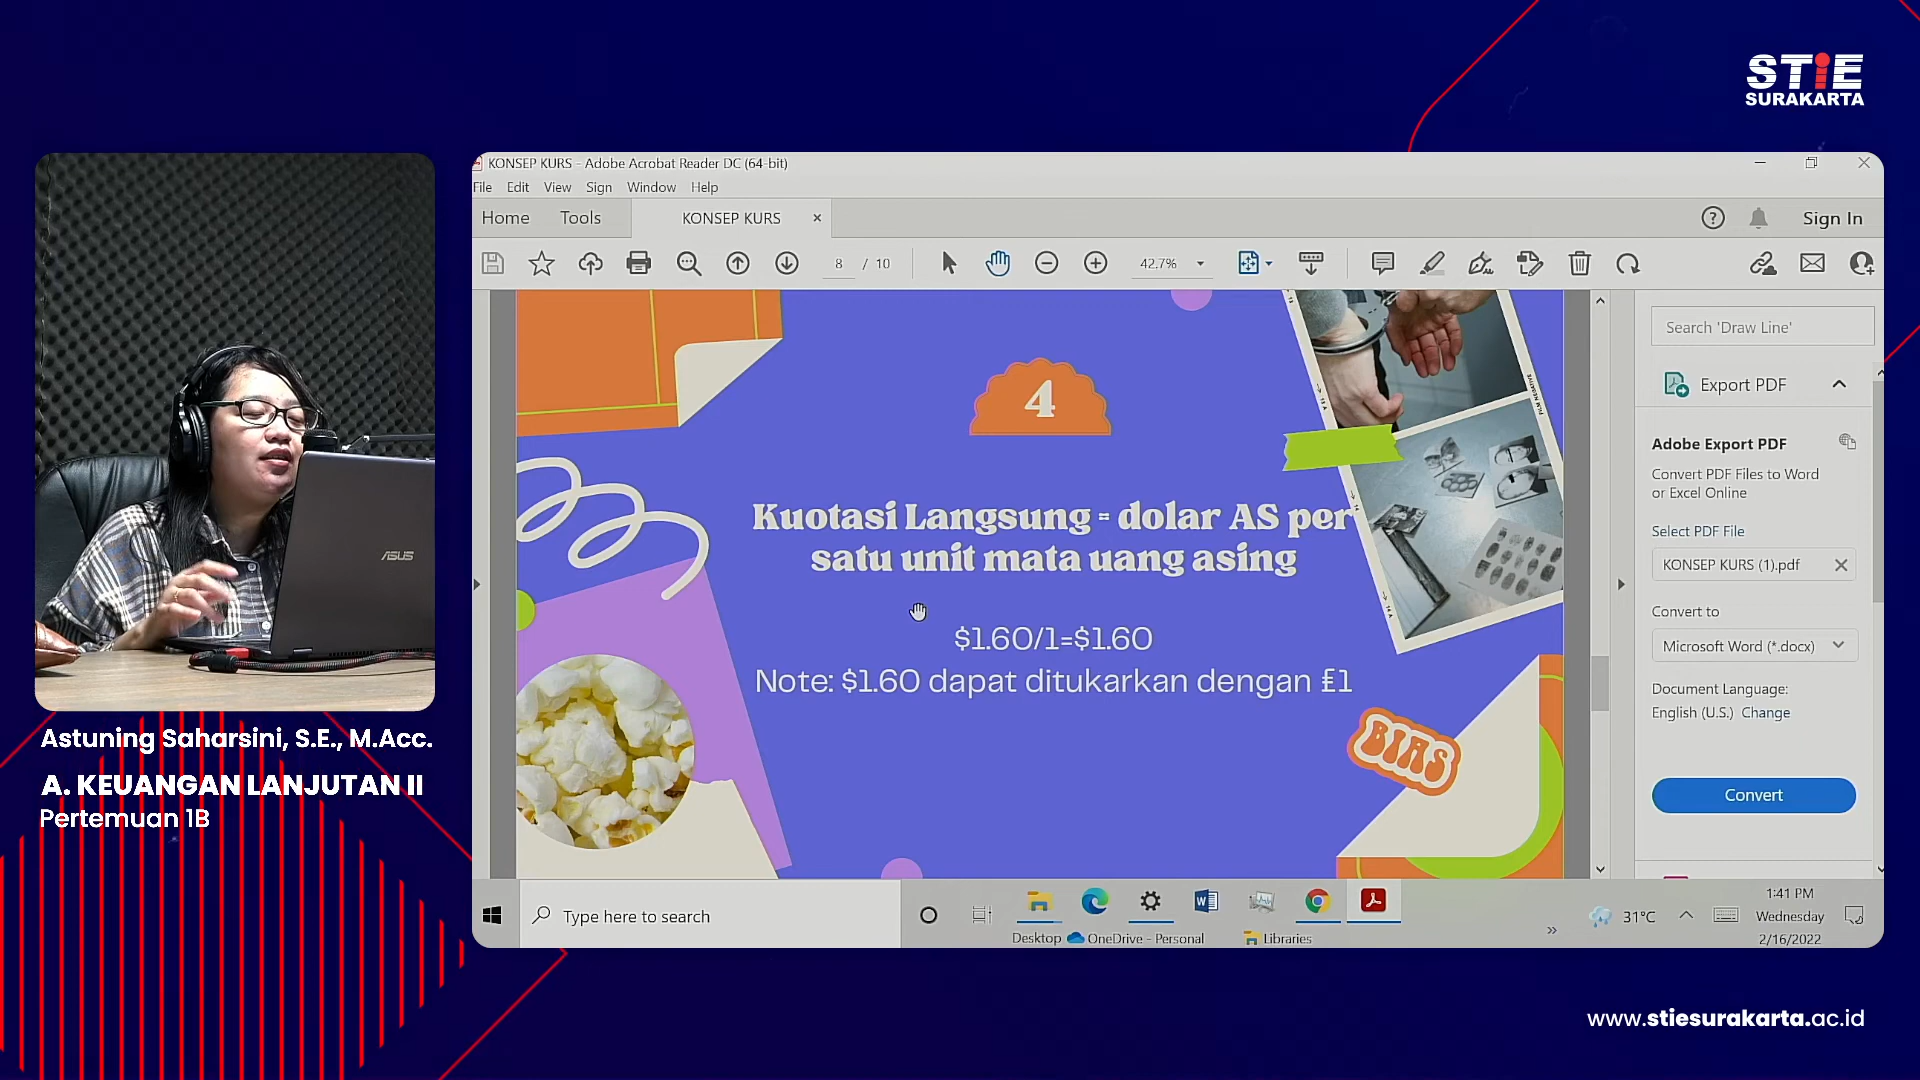 STIE
SURAKARTA
KONSEP KURS - Adobe Acrobat Reader DC (64-bit)
File Edit View Sign Window Help
Home Tools KONSEP KURS × Sign In
8 / 10 42.7%
Search 'Draw Line'
Export PDF
Adobe Export PDF
Convert PDF Files to Word
or Excel Online
Select PDF File
KONSEP KURS (1).pdf
Convert to
Microsoft Word (*.docx)
Document Language:
English (U.S.) Change
Convert
4
Kuotasi Langsung = dolar AS per
satu unit mata uang asing
$1.60/1=$1.60
Note: $1.60 dapat ditukarkan dengan £1
BIAS
ASUS
Astuning Saharsini, S.E., M.Acc.
A. KEUANGAN LANJUTAN II
Pertemuan 1B
Type here to search
Desktop OneDrive - Personal Libraries
31°C
1:41 PM
Wednesday
2/16/2022
www.stiesurakarta.ac.id